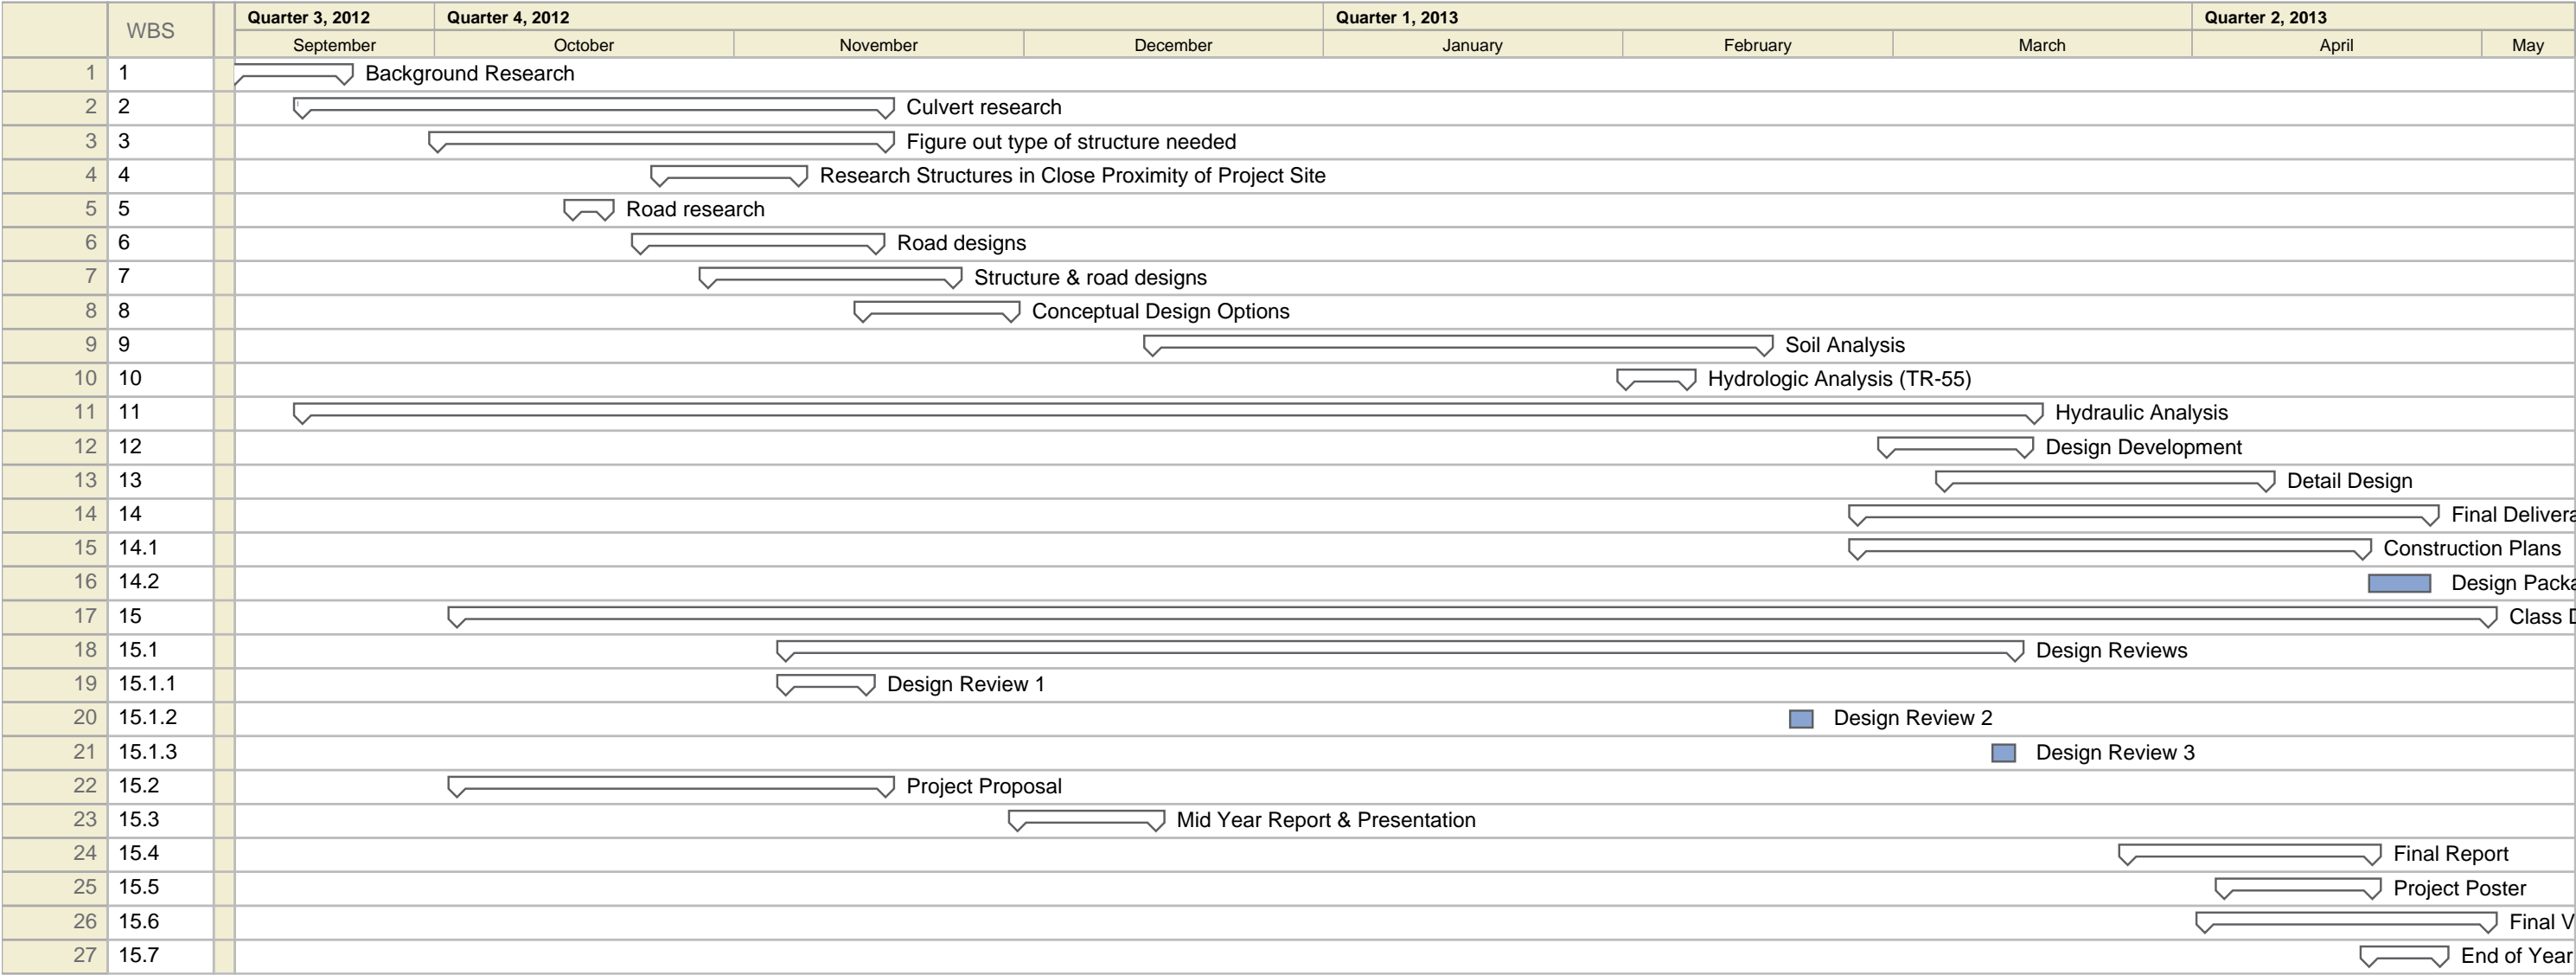 WBS
Quarter 3, 2012 Quarter 4, 2012 Quarter 1, 2013 Quarter 2, 2013
September October November December January February March April May
1 1 Background Research
2 2 Culvert research
3 3 Figure out type of structure needed
4 4 Research Structures in Close Proximity of Project Site
5 5 Road research
6 6 Road designs
7 7 Structure & road designs
8 8 Conceptual Design Options
9 9 Soil Analysis
10 10 Hydrologic Analysis (TR-55)
11 11 Hydraulic Analysis
12 12 Design Development
13 13 Detail Design
14 14 Final Delivera
15 14.1 Construction Plans
16 14.2 Design Packa
17 15 Class D
18 15.1 Design Reviews
19 15.1.1 Design Review 1
20 15.1.2 Design Review 2
21 15.1.3 Design Review 3
22 15.2 Project Proposal
23 15.3 Mid Year Report & Presentation
24 15.4 Final Report
25 15.5 Project Poster
26 15.6 Final V
27 15.7 End of Year